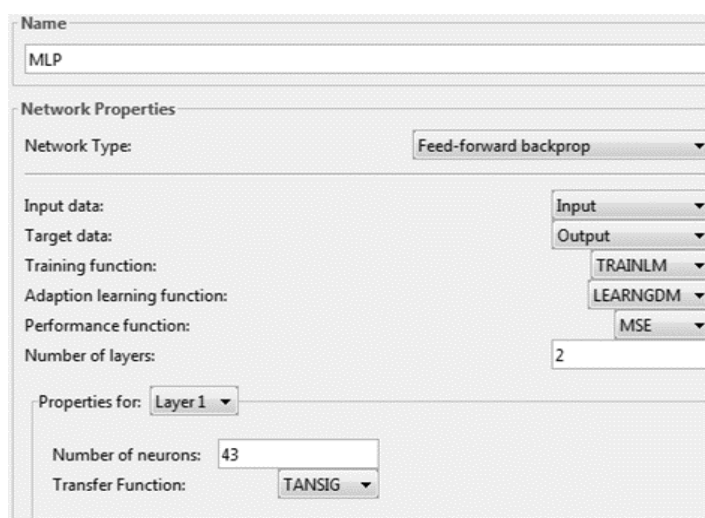 Name
MLP
Network Properties
Network Type: Feed-forward backprop
Input data: Input
Target data: Output
Training function: TRAINLM
Adaption learning function: LEARNGDM
Performance function: MSE
Number of layers: 2
Properties for: Layer 1
Number of neurons: 43
Transfer Function: TANSIG